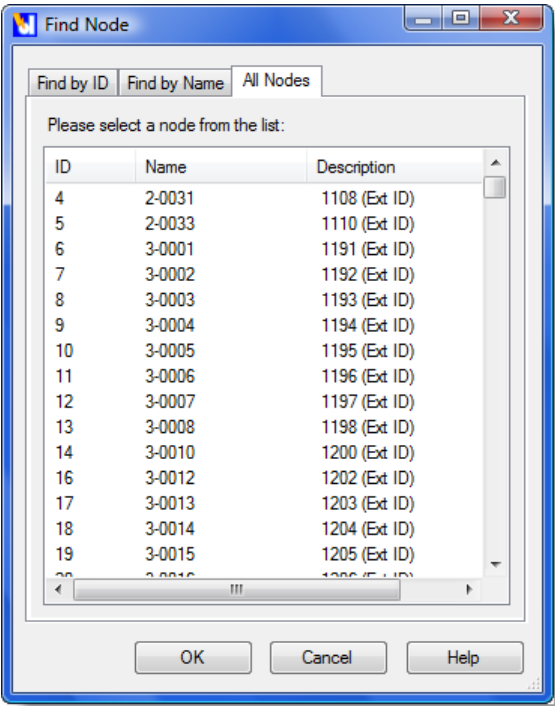 Find Node
Find by ID Find by Name All Nodes
Please select a node from the list:
ID Name Description
4 2-0031 1108 (Ext ID)
5 2-0033 1110 (Ext ID)
6 3-0001 1191 (Ext ID)
7 3-0002 1192 (Ext ID)
8 3-0003 1193 (Ext ID)
9 3-0004 1194 (Ext ID)
10 3-0005 1195 (Ext ID)
11 3-0006 1196 (Ext ID)
12 3-0007 1197 (Ext ID)
13 3-0008 1198 (Ext ID)
14 3-0010 1200 (Ext ID)
16 3-0012 1202 (Ext ID)
17 3-0013 1203 (Ext ID)
18 3-0014 1204 (Ext ID)
19 3-0015 1205 (Ext ID)
OK Cancel Help